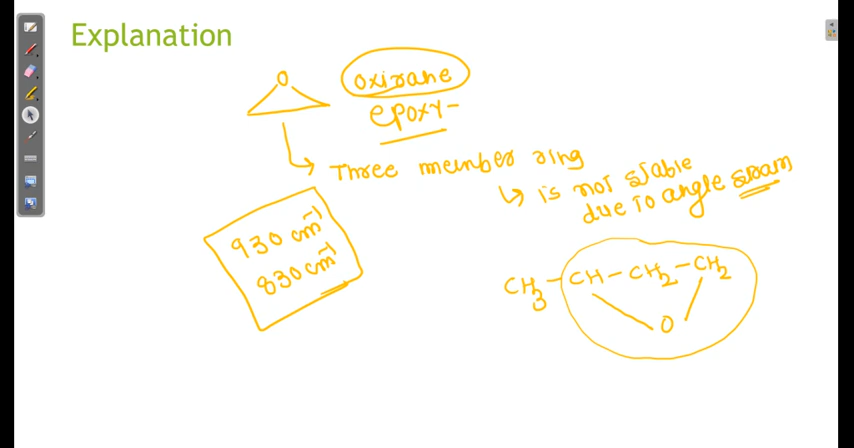 Explanation
O
oxirane
epoxy-
Three member ring
is not stable
due to angle strain
930 cm⁻¹
830 cm⁻¹
CH₃-CH-CH₂-CH₂
O